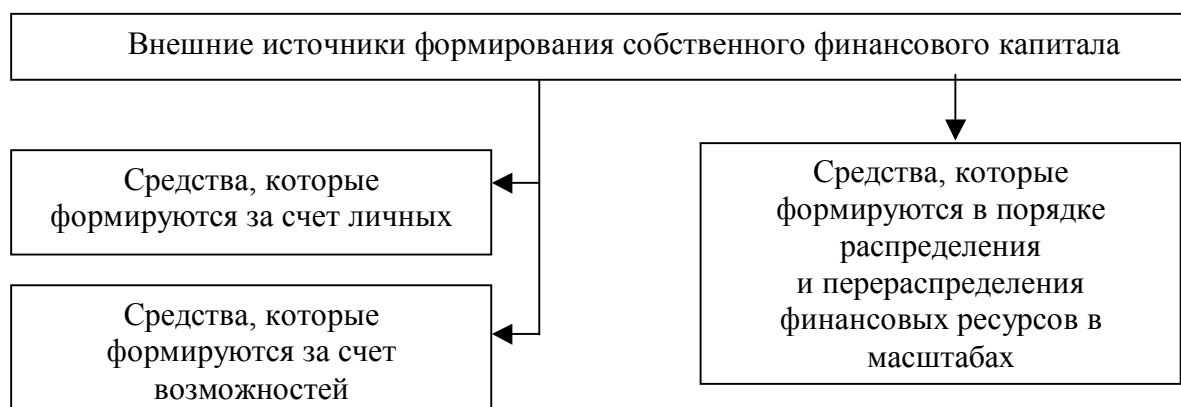 Внешние источники формирования собственного финансового капитала
Средства, которые
формируются за счет личных
Средства, которые
формируются за счет
возможностей
Средства, которые
формируются в порядке
распределения
и перераспределения
финансовых ресурсов в
масштабах